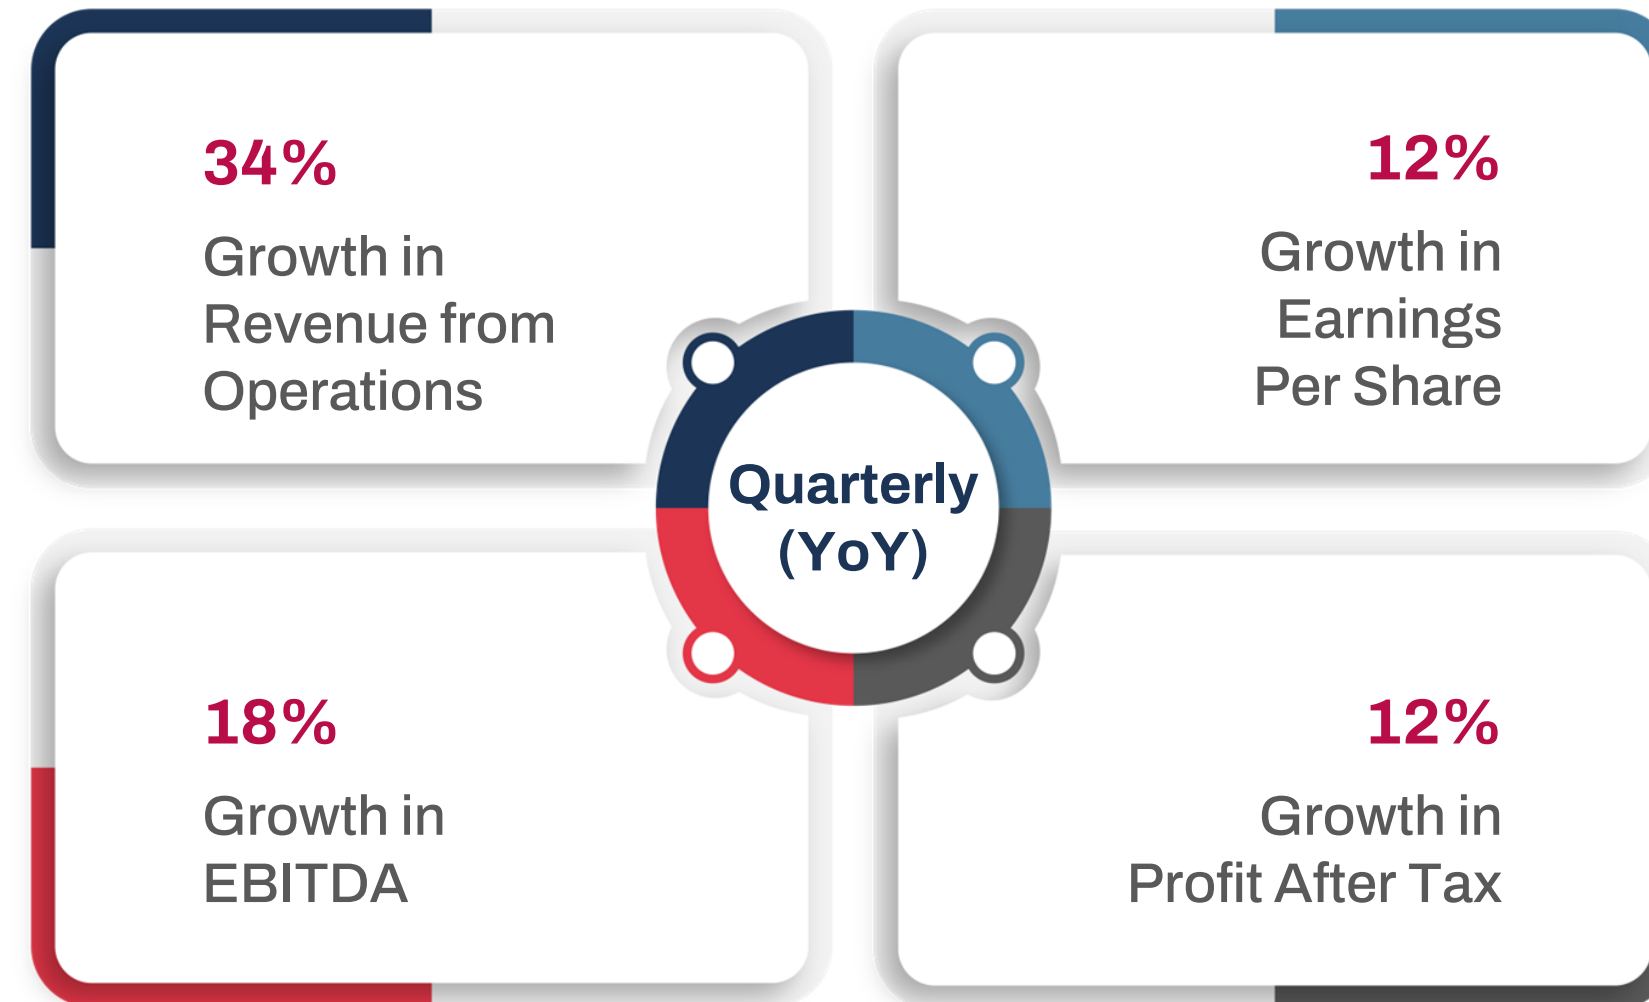 34%
Growth in
Revenue from
Operations
12%
Growth in
Earnings
Per Share
Quarterly
(YoY)
18%
Growth in
EBITDA
12%
Growth in
Profit After Tax